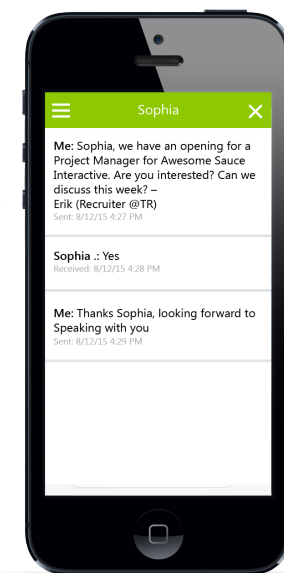 Sophia
Me: Sophia, we have an opening for a
Project Manager for Awesome Sauce
Interactive. Are you interested? Can we
discuss this week? –
Erik (Recruiter @TR)
Sent: 8/12/15 4:27 PM
Sophia .: Yes
Received: 8/12/15 4:28 PM
Me: Thanks Sophia, looking forward to
Speaking with you
Sent: 8/12/15 4:29 PM